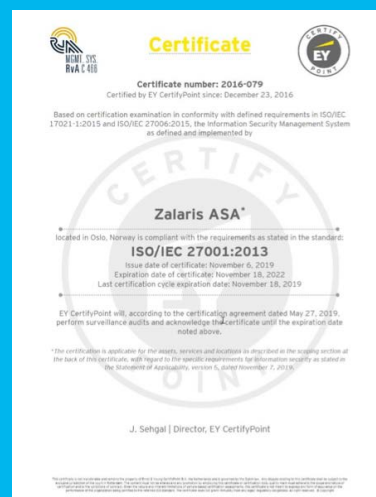 Certificate
MGMT. SYS.
RvA C 486
CERTIFY
EY
POINT
Certificate number: 2016-079
Certified by EY CertifyPoint since: December 23, 2016
Based on certification examination in conformity with defined requirements in ISO/IEC
17021-1:2015 and ISO/IEC 27006:2015, the Information Security Management System
as defined and implemented by
CERTIFY
Zalaris ASA*
located in Oslo, Norway is compliant with the requirements as stated in the standard:
ISO/IEC 27001:2013
Issue date of certificate: November 6, 2019
Expiration date of certificate: November 18, 2022
Last certification cycle expiration date: November 18, 2019
EY CertifyPoint will, according to the certification agreement dated May 27, 2019,
perform surveillance audits and acknowledge the certificate until the expiration date
noted above.
*The certification is applicable for the assets, services and locations as described in the scoping section at
the back of this certificate, with regard to the specific requirements for information security as stated in
the Statement of Applicability, version 5, dated November 7, 2019.
POINT
J. Sehgal | Director, EY CertifyPoint